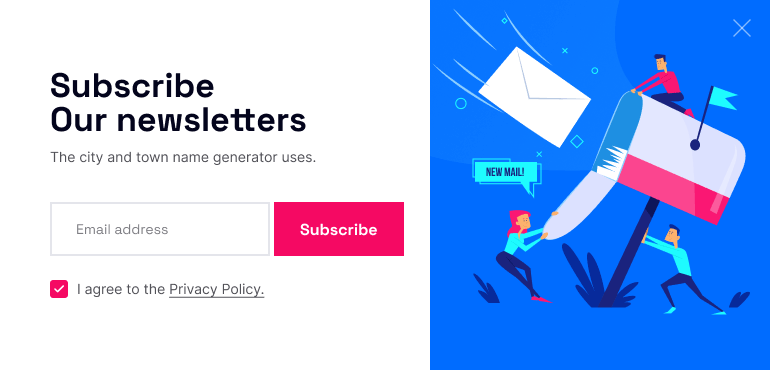 Subscribe
Our newsletters
The city and town name generator uses.
Email address
Subscribe
I agree to the Privacy Policy.
NEW MAIL!